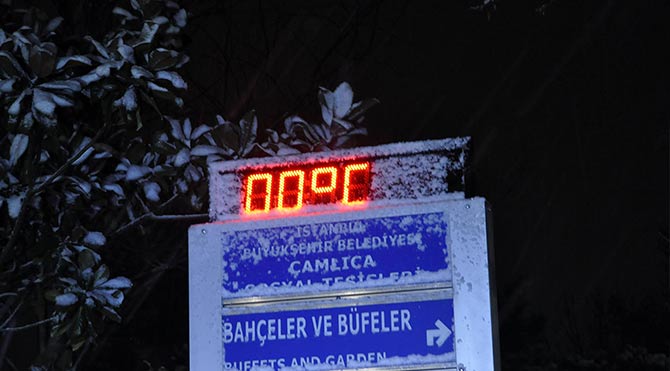 00°C
İSTANBUL
BÜYÜKŞEHİR BELEDİYESİ
ÇAMLICA
SOSYAL TESİSLERİ
BAHÇELER VE BÜFELER
BUFFETS AND GARDEN